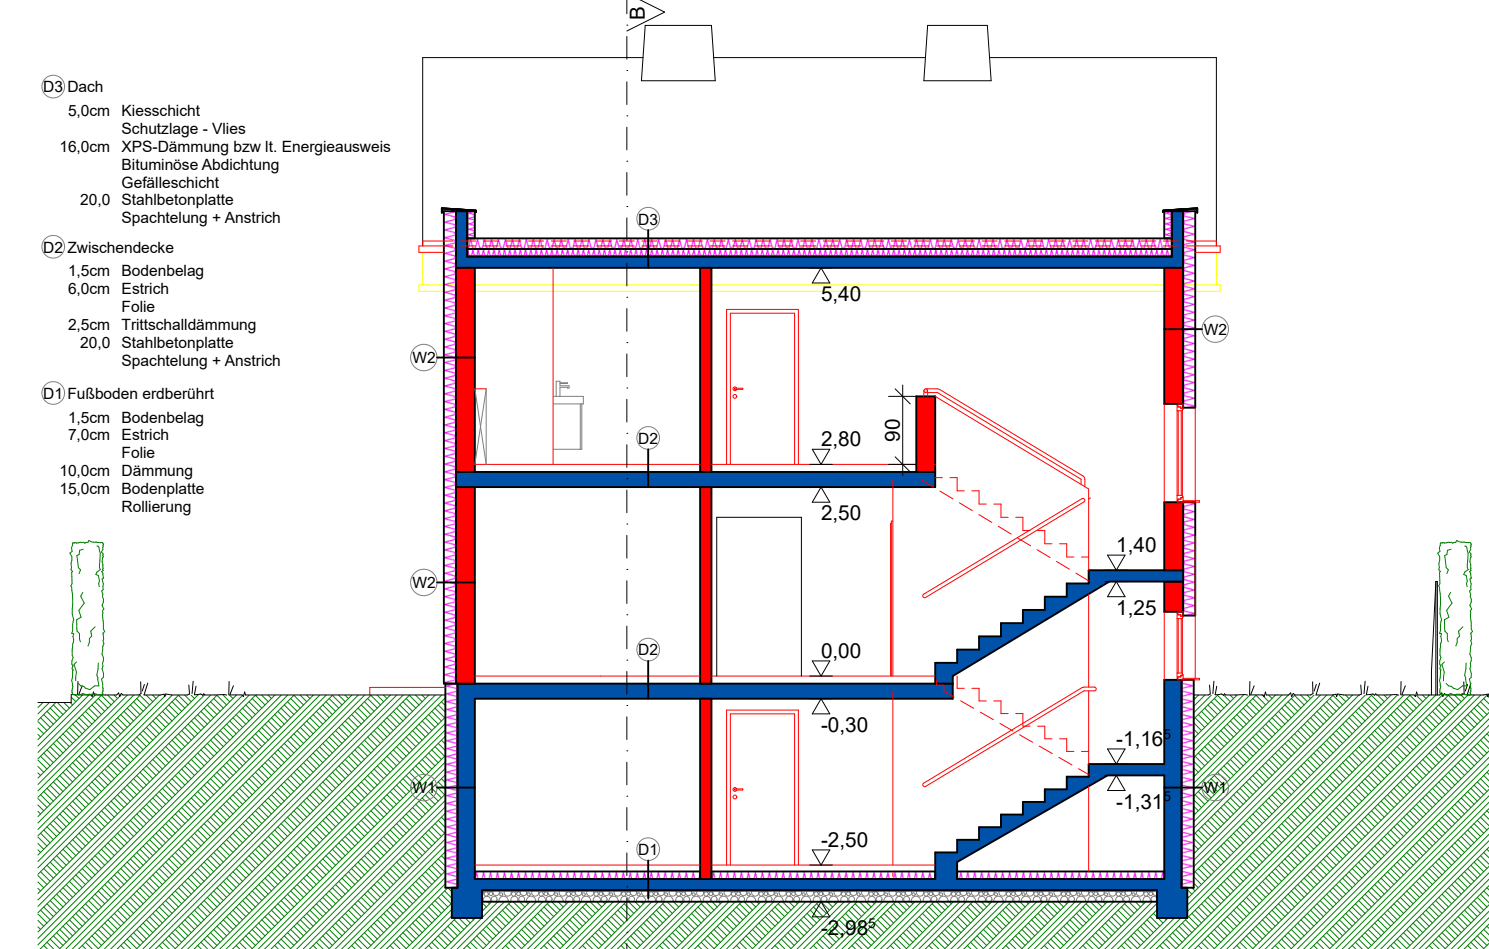 B
D3 Dach
5,0cm Kiesschicht
Schutzlage - Vlies
16,0cm XPS-Dämmung bzw lt. Energieausweis
Bituminöse Abdichtung
Gefälleschicht
20,0 Stahlbetonplatte
Spachtelung + Anstrich
D2 Zwischendecke
1,5cm Bodenbelag
6,0cm Estrich
Folie
2,5cm Trittschalldämmung
20,0 Stahlbetonplatte
Spachtelung + Anstrich
D1 Fußboden erdberührt
1,5cm Bodenbelag
7,0cm Estrich
Folie
10,0cm Dämmung
15,0cm Bodenplatte
Rollierung
D3
5,40
W2
W2
90
D2
2,80
2,50
1,40
W2
1,25
D2
0,00
-0,30
-1,16⁵
W1
W1
-1,31⁵
D1
-2,50
-2,98⁵